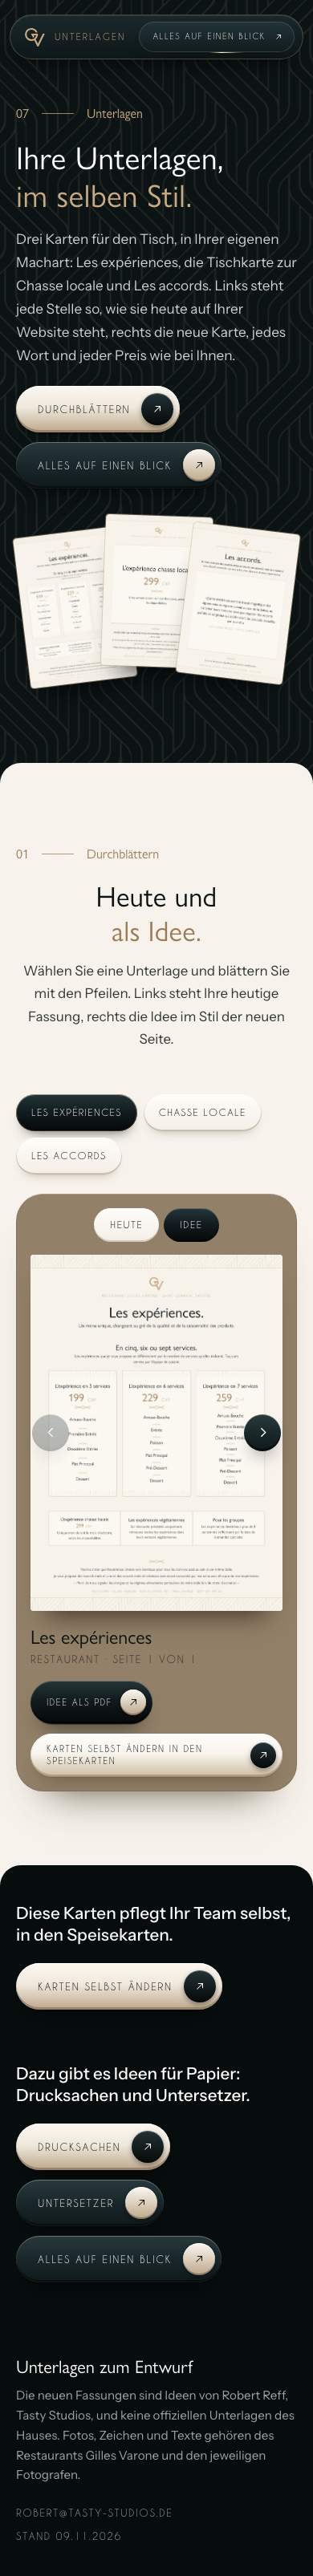 GV UNTERLAGEN ALLES AUF EINEN BLICK
07 Unterlagen
Ihre Unterlagen,
im selben Stil.
Drei Karten für den Tisch, in Ihrer eigenen
Machart: Les expériences, die Tischkarte zur
Chasse locale und Les accords. Links steht
jede Stelle so, wie sie heute auf Ihrer
Website steht, rechts die neue Karte, jedes
Wort und jeder Preis wie bei Ihnen.
DURCHBLÄTTERN
ALLES AUF EINEN BLICK
Les expériences.
L'expérience chasse loca
299
Les accords.
01 Durchblättern
Heute und
als Idee.
Wählen Sie eine Unterlage und blättern Sie
mit den Pfeilen. Links steht Ihre heutige
Fassung, rechts die Idee im Stil der neuen
Seite.
LES EXPÉRIENCES
CHASSE LOCALE
LES ACCORDS
HEUTE
IDEE
GV
Les expériences.
En cinq, six ou sept services.
L'expérience en 5 services
L'expérience en 6 services
L'expérience en 7 services
199
229
259
Les expériences
RESTAURANT · SEITE 1 VON 1
IDEE ALS PDF
KARTEN SELBST ÄNDERN IN DEN
SPEISEKARTEN
Diese Karten pflegt Ihr Team selbst,
in den Speisekarten.
KARTEN SELBST ÄNDERN
Dazu gibt es Ideen für Papier:
Drucksachen und Untersetzer.
DRUCKSACHEN
UNTERSETZER
ALLES AUF EINEN BLICK
Unterlagen zum Entwurf
Die neuen Fassungen sind Ideen von Robert Reff,
Tasty Studios, und keine offiziellen Unterlagen des
Hauses. Fotos, Zeichen und Texte gehören des
Restaurants Gilles Varone und den jeweiligen
Fotografen.
ROBERT@TASTY-STUDIOS.DE
STAND 09.11.2026